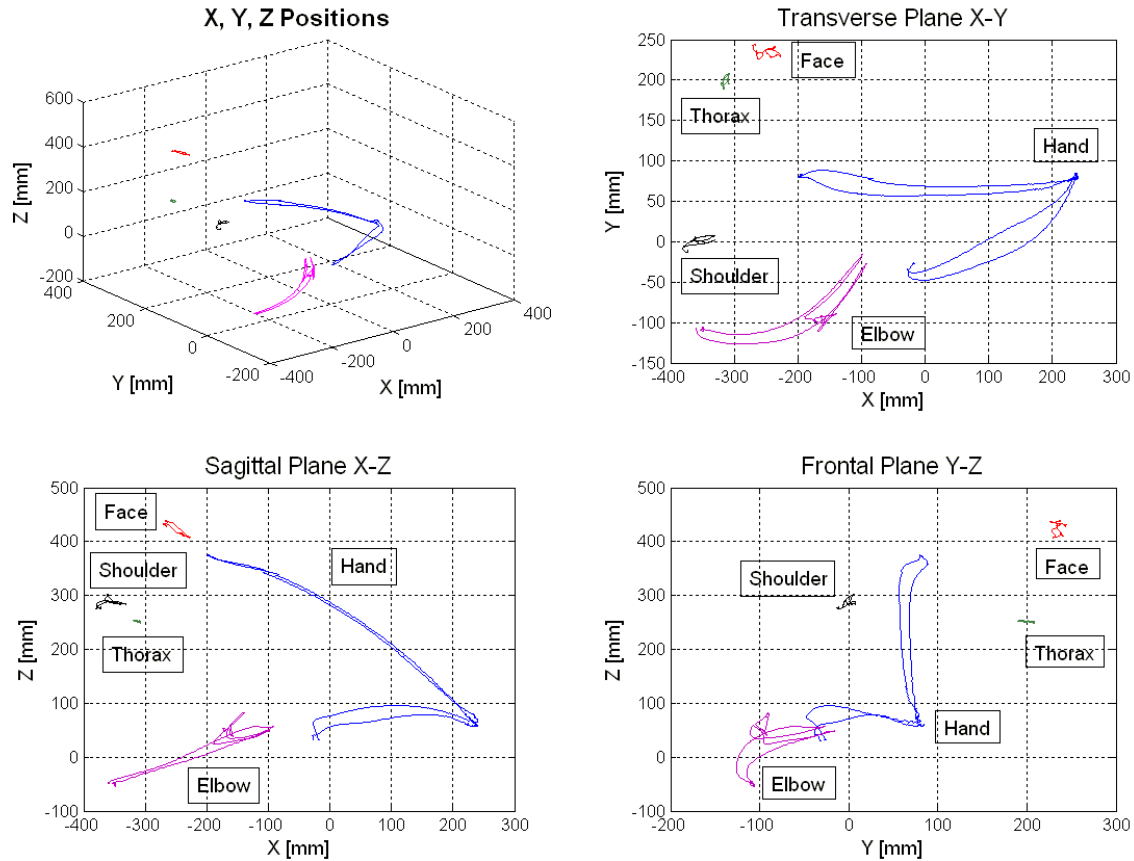 X, Y, Z Positions
600
400
200
0
-200
Z [mm]
400
200
0
-200
Y [mm]
-400
-200
0
200
400
X [mm]
Transverse Plane X-Y
250
200
150
100
50
0
-50
-100
-150
Y [mm]
Face
Thorax
Hand
Shoulder
Elbow
-400 -300 -200 -100 0 100 200 300
X [mm]
Sagittal Plane X-Z
500
400
300
200
100
0
-100
Z [mm]
Face
Shoulder
Hand
Thorax
Elbow
-400 -300 -200 -100 0 100 200 300
X [mm]
Frontal Plane Y-Z
500
400
300
200
100
0
-100
Z [mm]
Shoulder
Face
Thorax
Hand
Elbow
-200 -100 0 100 200 300
Y [mm]